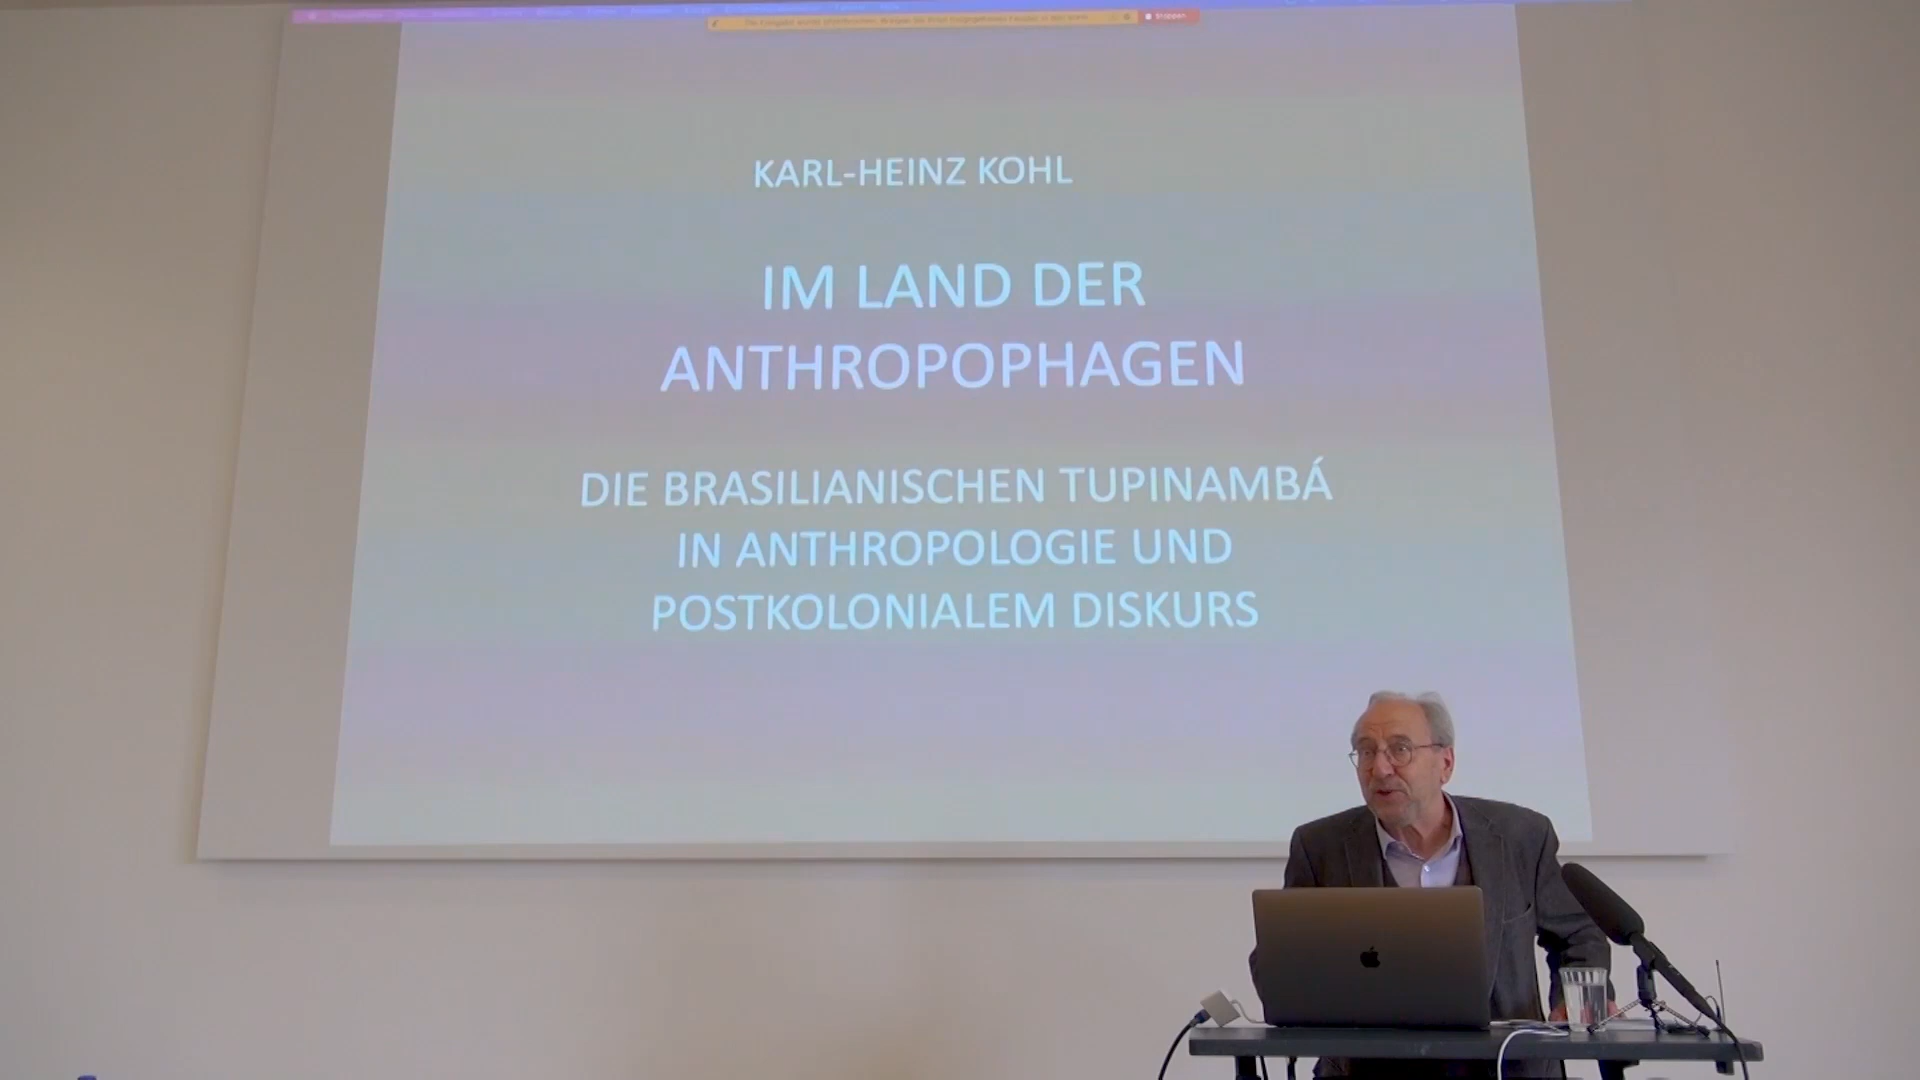 KARL-HEINZ KOHL
IM LAND DER
ANTHROPOPHAGEN
DIE BRASILIANISCHEN TUPINAMBÁ
IN ANTHROPOLOGIE UND
POSTKOLONIALEM DISKURS